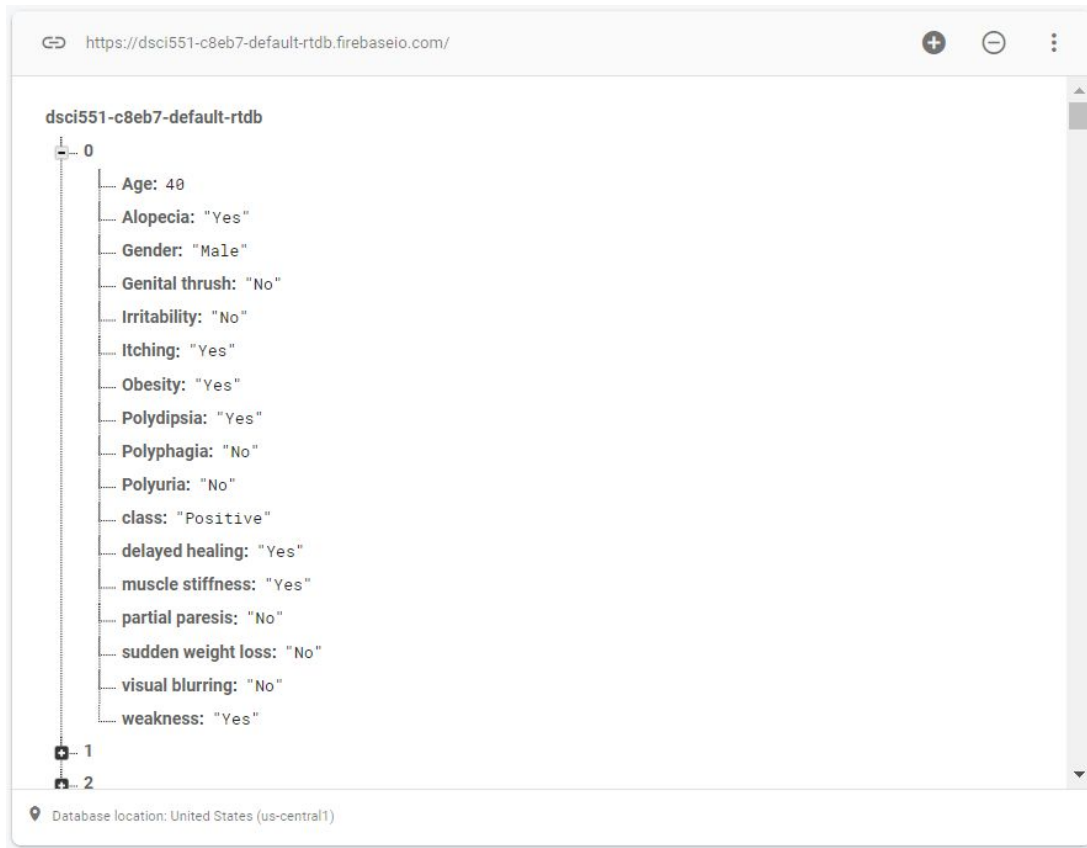 https://dsci551-c8eb7-default-rtdb.firebaseio.com/
dsci551-c8eb7-default-rtdb
0
Age: 40
Alopecia: "Yes"
Gender: "Male"
Genital thrush: "No"
Irritability: "No"
Itching: "Yes"
Obesity: "Yes"
Polydipsia: "Yes"
Polyphagia: "No"
Polyuria: "No"
class: "Positive"
delayed healing: "Yes"
muscle stiffness: "Yes"
partial paresis: "No"
sudden weight loss: "No"
visual blurring: "No"
weakness: "Yes"
1
2
Database location: United States (us-central1)